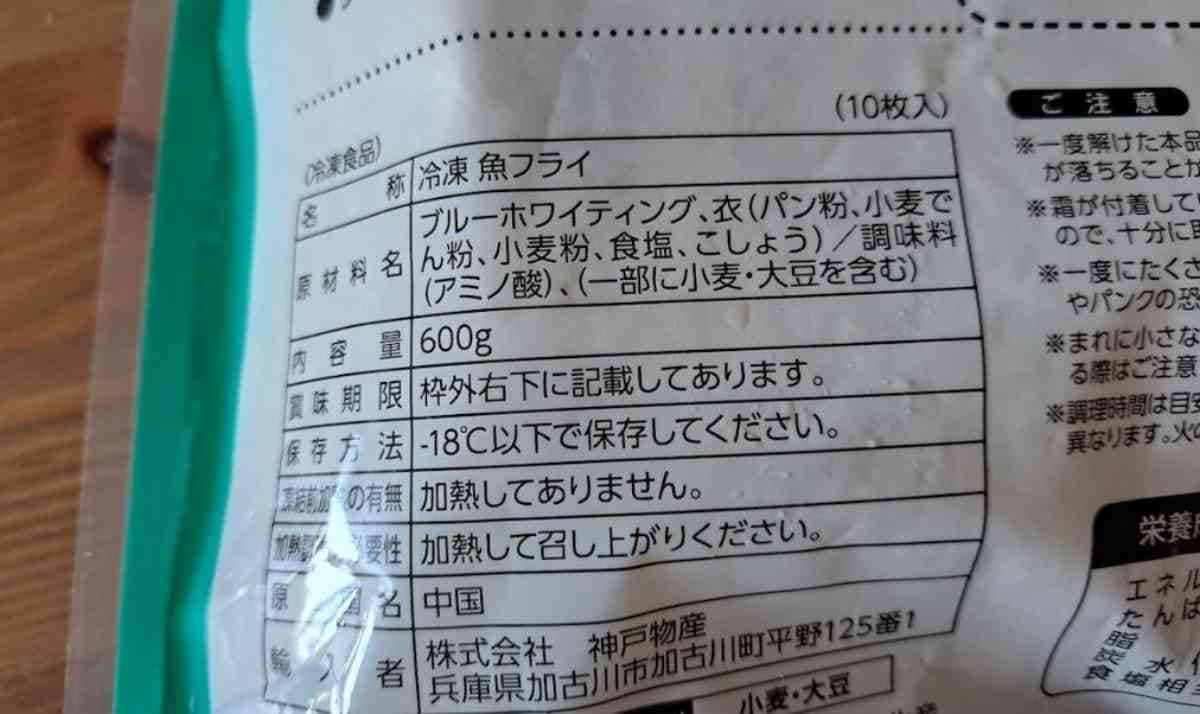 (10枚入)
(冷凍食品)
名称 冷凍 魚フライ
原材料名 ブルーホワイティング、衣(パン粉、小麦で
ん粉、小麦粉、食塩、こしょう)/調味料
(アミノ酸)、(一部に小麦・大豆を含む)
内容量 600g
賞味期限 枠外右下に記載してあります。
保存方法 -18℃以下で保存してください。
凍結前加の有無 加熱してありません。
加熱必要性 加熱して召し上がりください。
原国名 中国
輸入者 株式会社 神戸物産
兵庫県加古川市加古川町平野125番1
小麦・大豆
ご注意
※一度解けた本品
が落ちることが
※霜が付着して
ので、十分に
※一度にたくさ
やパンクの恐
※まれに小さな
る際はご注意
※調理時間は目安
異なります。火の
栄養
エネル
たんぱ
脂
炭水
食塩相